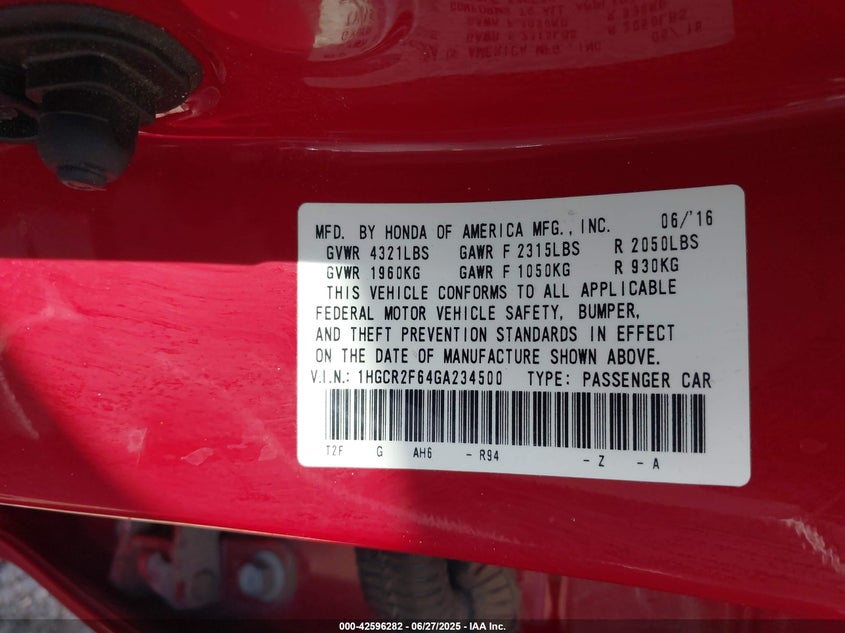 MFD. BY HONDA OF AMERICA MFG., INC. 06/'16
GVWR 4321LBS GAWR F 2315LBS R 2050LBS
GVWR 1960KG GAWR F 1050KG R 930KG
THIS VEHICLE CONFORMS TO ALL APPLICABLE
FEDERAL MOTOR VEHICLE SAFETY, BUMPER,
AND THEFT PREVENTION STANDARDS IN EFFECT
ON THE DATE OF MANUFACTURE SHOWN ABOVE.
V.I.N.: 1HGCR2F64GA234500 TYPE: PASSENGER CAR
T2F G AH6 - R94 - Z - A
000-42596282 / 06/27/2025 - IAA Inc.